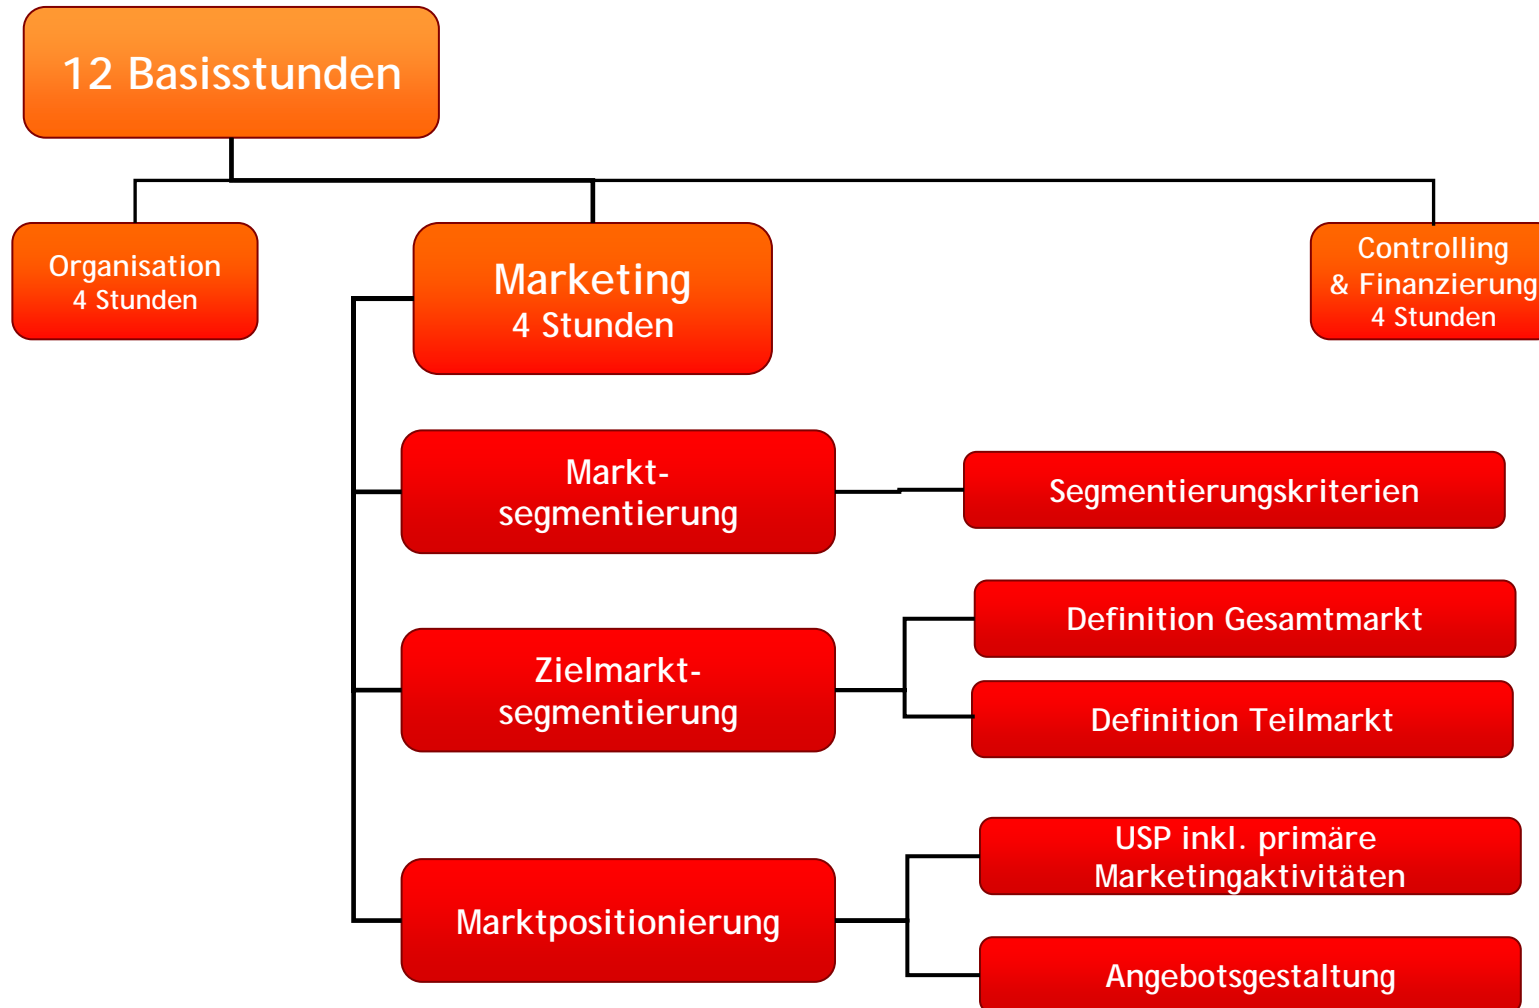 12 Basisstunden
Organisation
4 Stunden
Marketing
4 Stunden
Controlling
& Finanzierung
4 Stunden
Markt-
segmentierung
Segmentierungskriterien
Zielmarkt-
segmentierung
Definition Gesamtmarkt
Definition Teilmarkt
Marktpositionierung
USP inkl. primäre
Marketingaktivitäten
Angebotsgestaltung